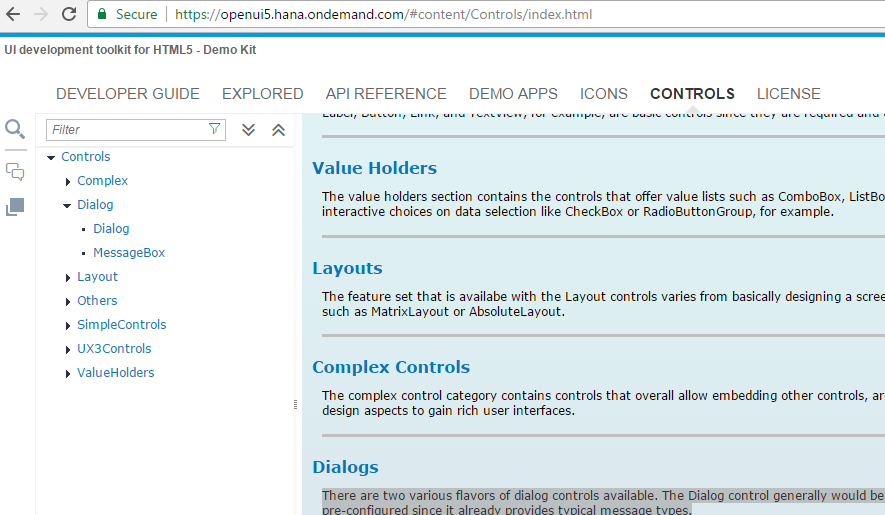 Secure https://openui5.hana.ondemand.com/#content/Controls/index.html
UI development toolkit for HTML5 - Demo Kit
DEVELOPER GUIDE EXPLORED API REFERENCE DEMO APPS ICONS CONTROLS LICENSE
Filter
Controls
Complex
Dialog
Dialog
MessageBox
Layout
Others
SimpleControls
UX3Controls
ValueHolders
Label, Button, Link, and TextView, for example, are basic controls since they are required and
Value Holders
The value holders section contains the controls that offer value lists such as ComboBox, ListBo
interactive choices on data selection like CheckBox or RadioButtonGroup, for example.
Layouts
The feature set that is availabe with the Layout controls varies from basically designing a scree
such as MatrixLayout or AbsoluteLayout.
Complex Controls
The complex control category contains controls that overall allow embedding other controls, ar
design aspects to gain rich user interfaces.
Dialogs
There are two various flavors of dialog controls available. The Dialog control generally would be
pre-configured since it already provides typical message types.